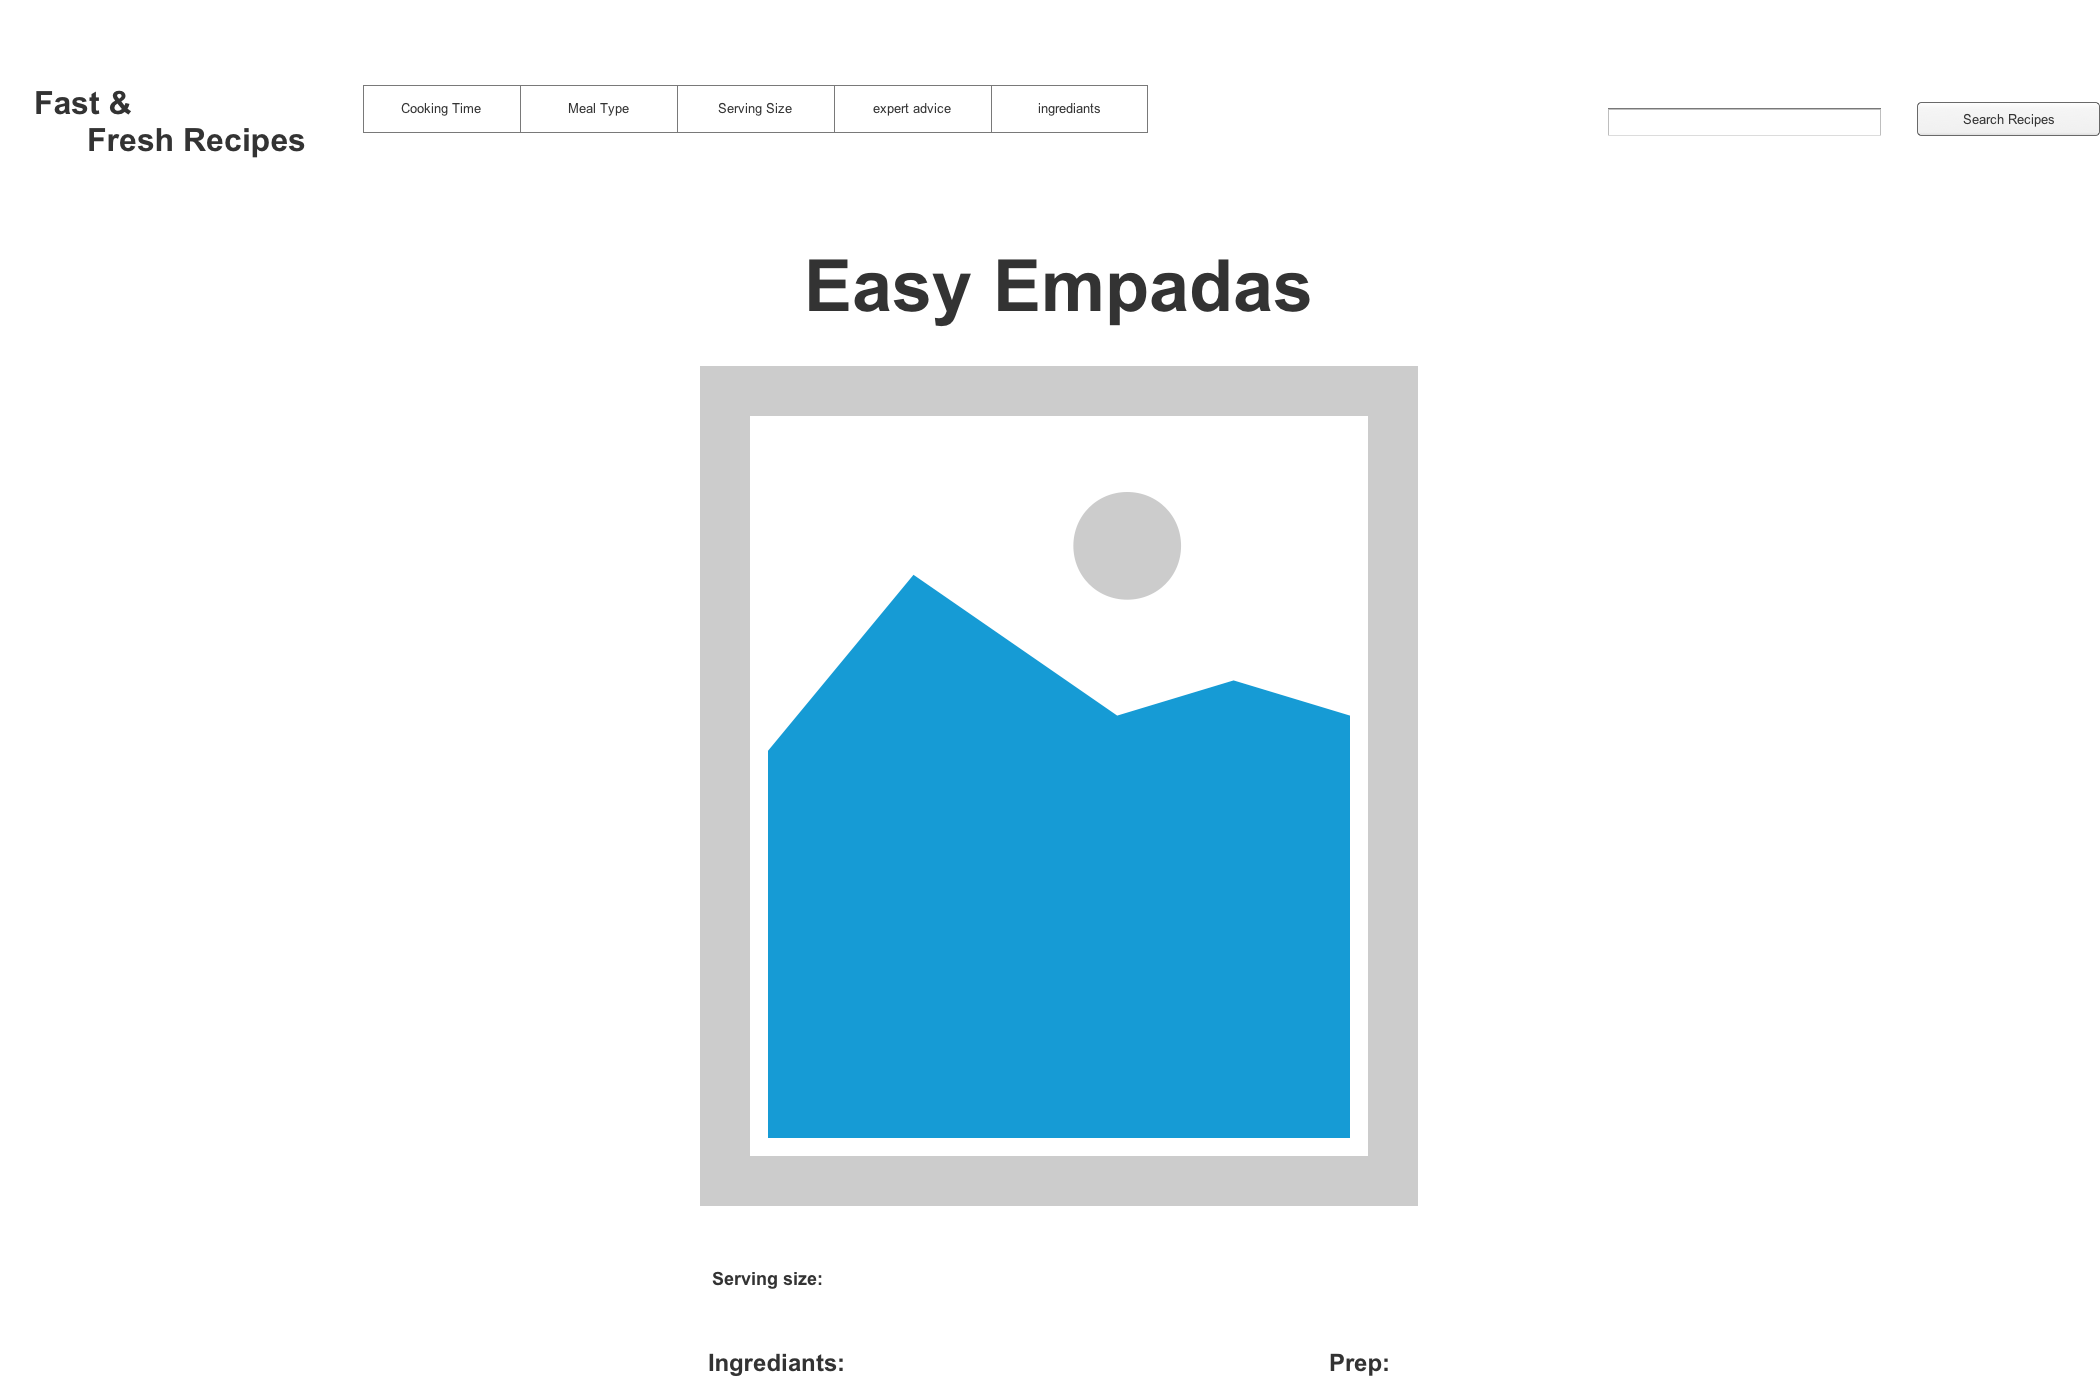 Fast &
Fresh Recipes
Cooking Time
Meal Type
Serving Size
expert advice
ingrediants
Search Recipes
Easy Empadas
Serving size:
Ingrediants:
Prep: